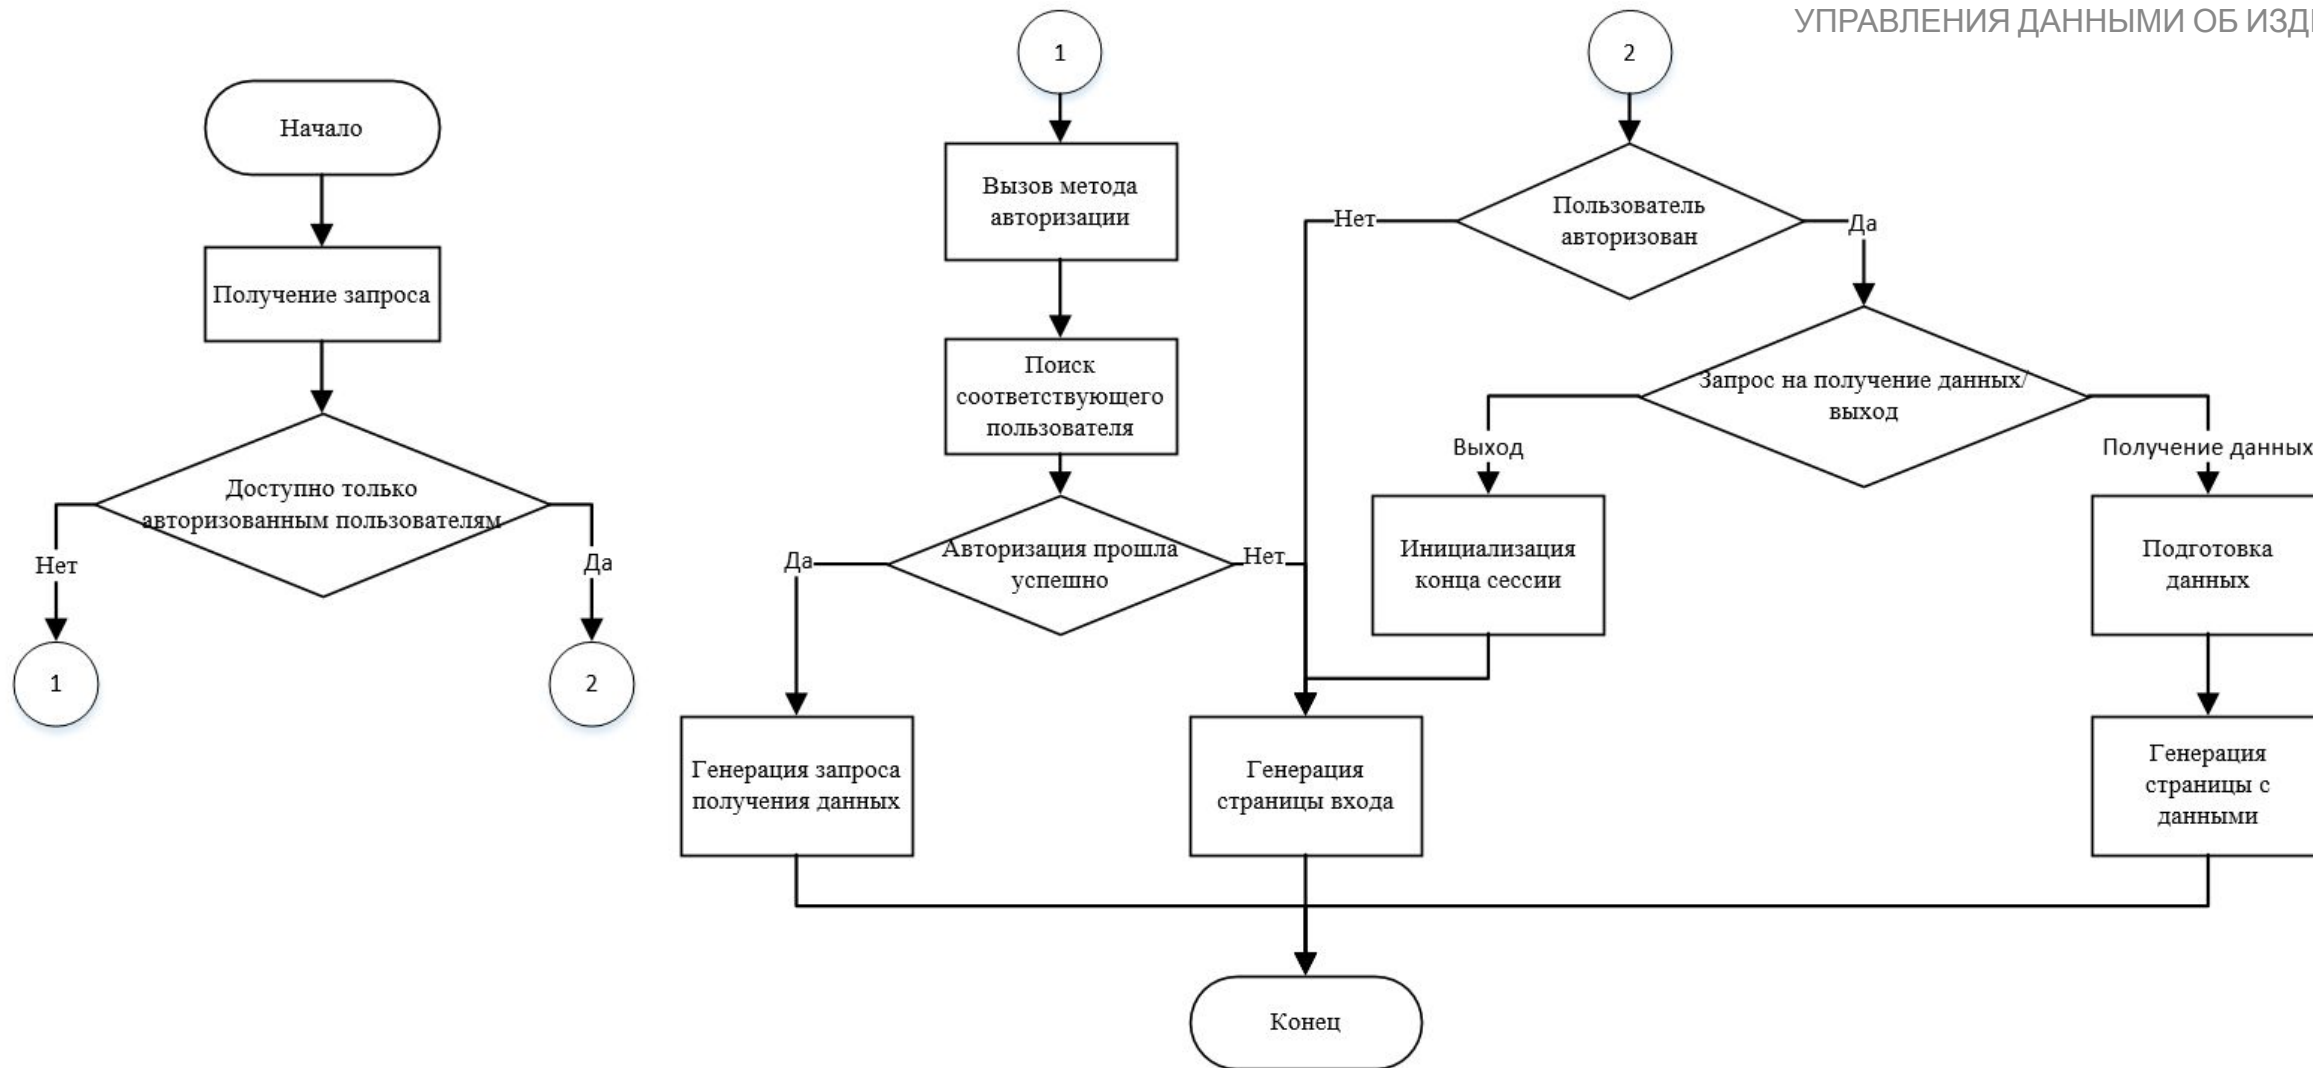 УПРАВЛЕНИЯ ДАННЫМИ ОБ
Начало
Получение запроса
Доступно только
авторизованным пользователям
Нет
Да
1
2
1
Вызов метода
авторизации
Поиск
соответствующего
пользователя
Авторизация прошла
успешно
Да
Нет
Генерация запроса
получения данных
Генерация
страницы входа
2
Пользователь
авторизован
Нет
Да
Запрос на получение данных/
выход
Выход
Получение данных
Инициализация
конца сессии
Подготовка
данных
Генерация
страницы с
данными
Конец